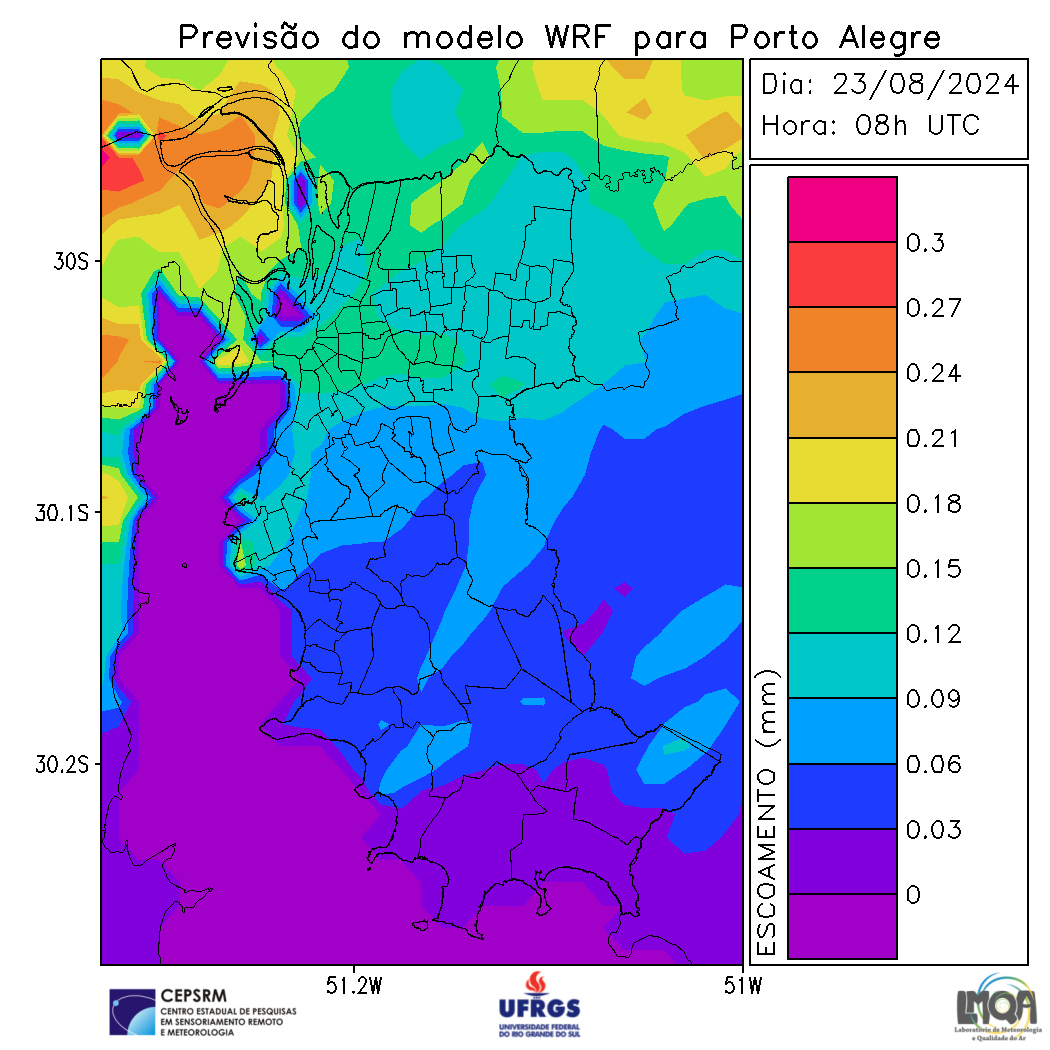 Previsão do modelo WRF para Porto Alegre
Dia: 23/08/2024
Hora: 08h UTC
30S
30.1S
30.2S
51.2W
51W
0.3
0.27
0.24
0.21
0.18
0.15
0.12
0.09
0.06
0.03
0
ESCOAMENTO (mm)
CEPSRM
CENTRO ESTADUAL DE PESQUISAS
EM SENSORIAMENTO REMOTO
E METEOROLOGIA
UFRGS
UNIVERSIDADE FEDERAL
DO RIO GRANDE DO SUL
LMQA
Laboratório de Meteorologia
e Qualidade do Ar